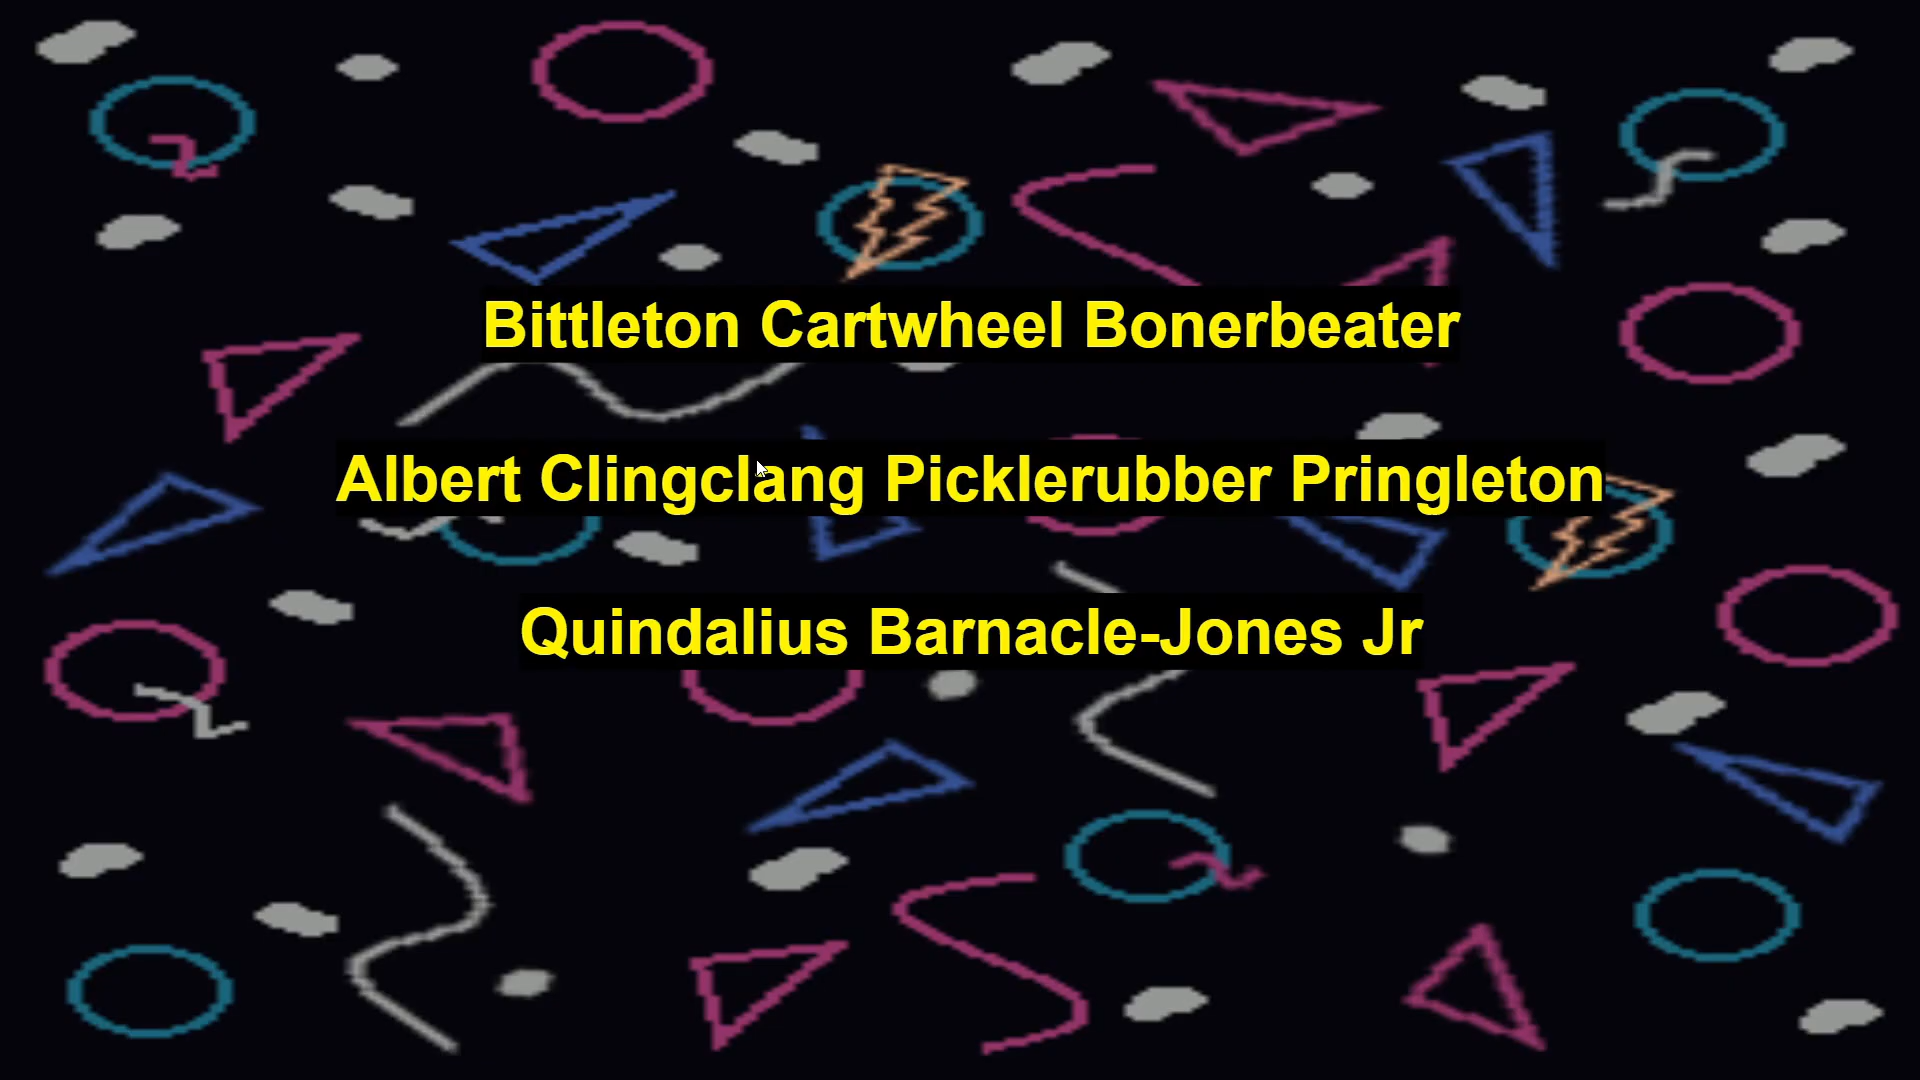 Bittleton Cartwheel Bonerbeater
Albert Clingclang Picklerubber Pringleton
Quindalius Barnacle-Jones Jr